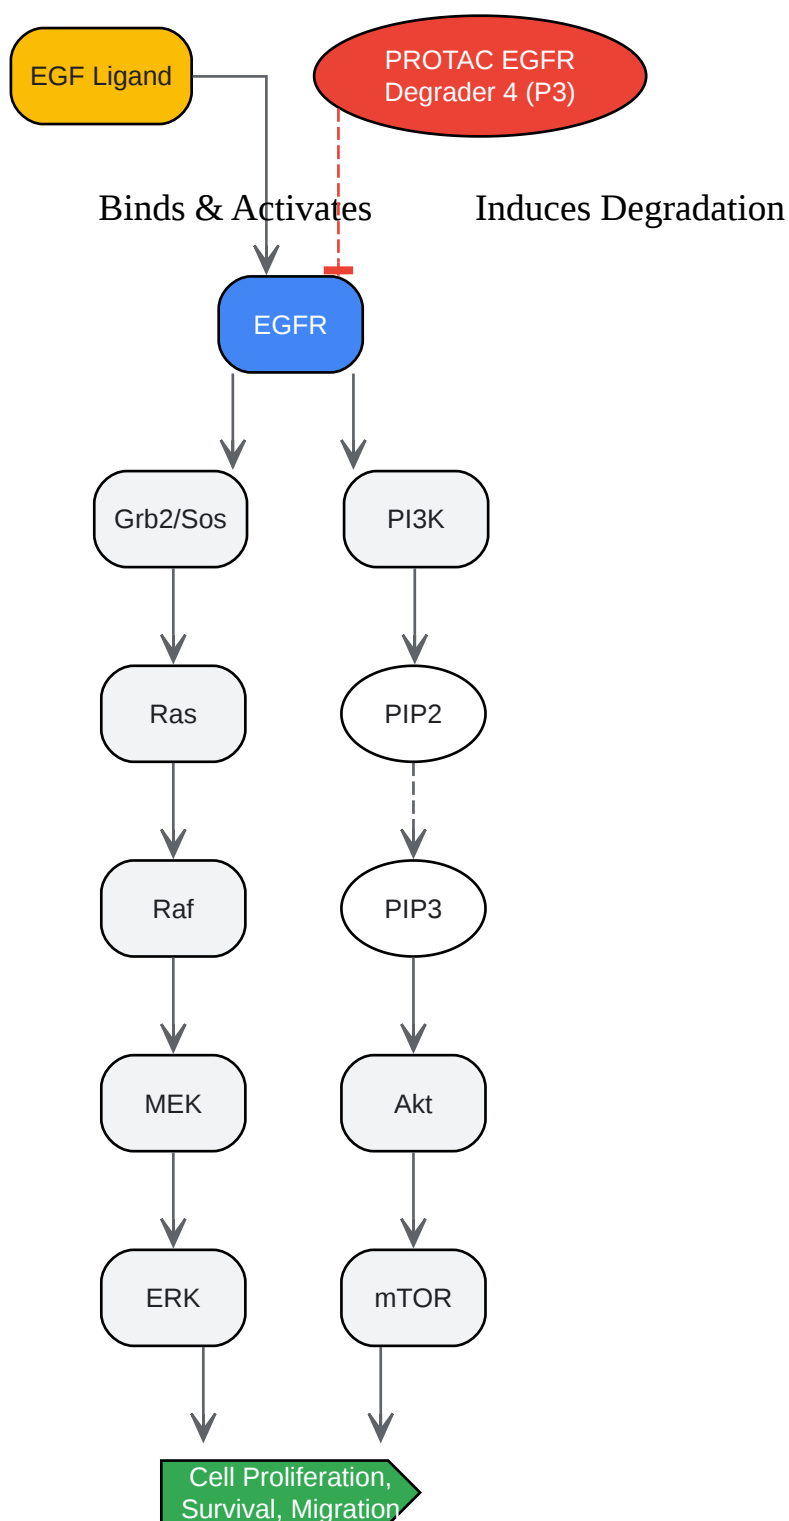 EGF Ligand
PROTAC EGFR
Degrader 4 (P3)
Binds & Activates
Induces Degradation
EGFR
Grb2/Sos
PI3K
Ras
PIP2
Raf
PIP3
MEK
Akt
ERK
mTOR
Cell Proliferation,
Survival, Migration